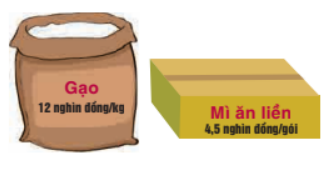 Gạo
12 nghìn đồng/kg
Mì ăn liền
4,5 nghìn đồng/gói